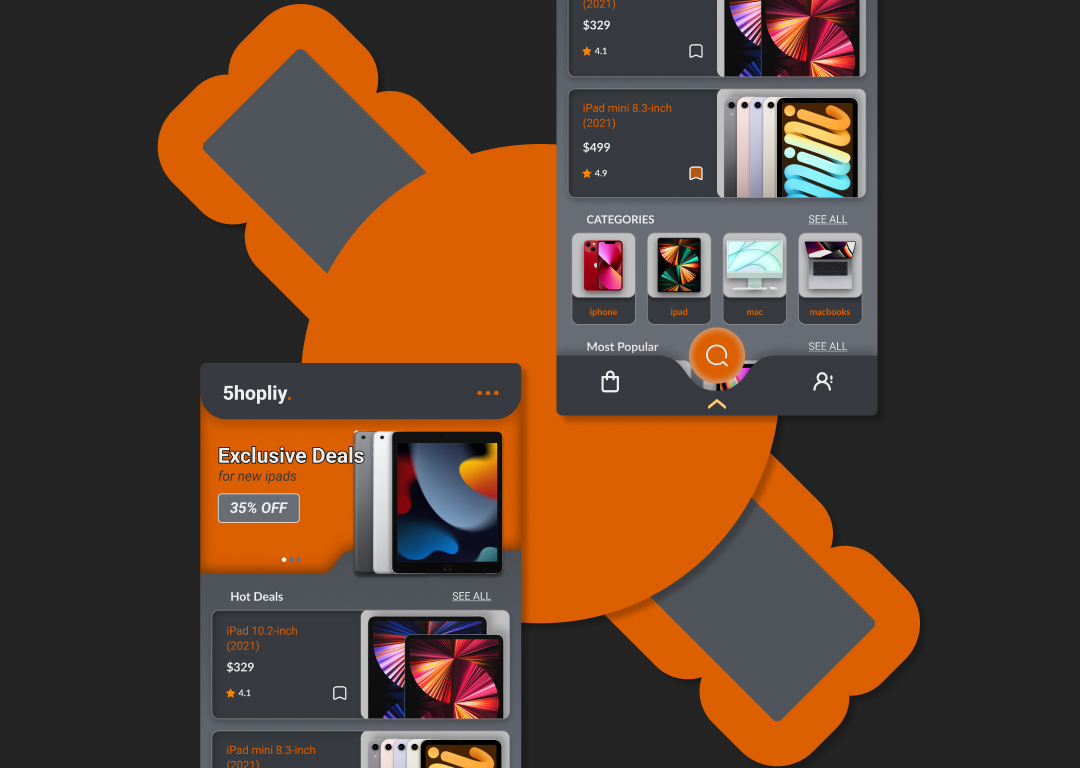 (2021)
$329
4.1
iPad mini 8.3-inch
(2021)
$499
4.9
CATEGORIES SEE ALL
iphone ipad mac macbooks
Most Popular SEE ALL
5hopliy.
Exclusive Deals
for new ipads
35% OFF
Hot Deals SEE ALL
iPad 10.2-inch
(2021)
$329
4.1
iPad mini 8.3-inch
(2021)